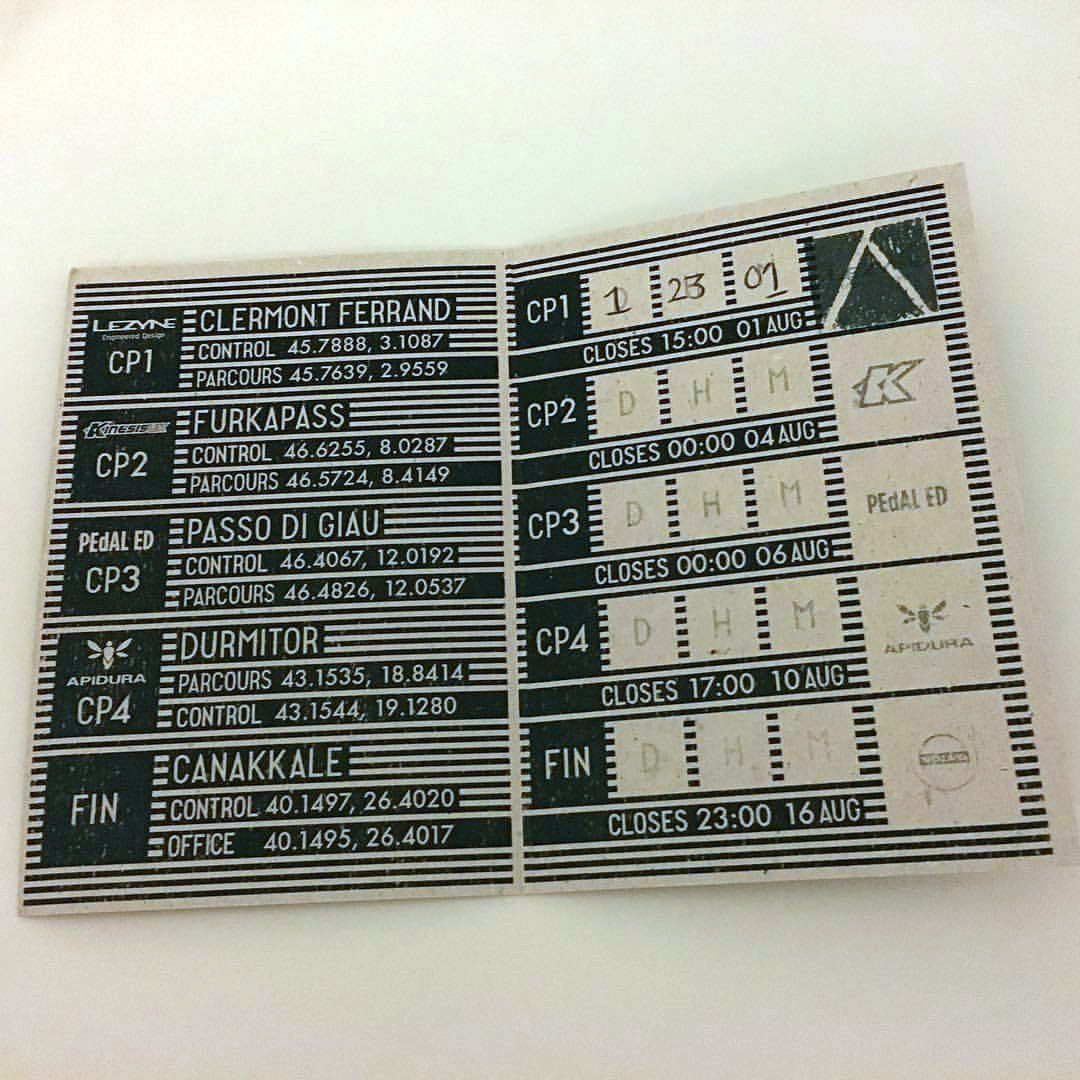 LEZYNE
Engineered Design
CP1
CLERMONT FERRAND
CONTROL 45.7888, 3.1087
PARCOURS 45.7639, 2.9559
KINESIS UK
CP2
FURKAPASS
CONTROL 46.6255, 8.0287
PARCOURS 46.5724, 8.4149
PEdAL ED
CP3
PASSO DI GIAU
CONTROL 46.4067, 12.0192
PARCOURS 46.4826, 12.0537
APIDURA
CP4
DURMITOR
PARCOURS 43.1535, 18.8414
CONTROL 43.1544, 19.1280
FIN
CANAKKALE
CONTROL 40.1497, 26.4020
OFFICE 40.1495, 26.4017
CP1 1 23 01
CLOSES 15:00 01 AUG
CP2 D H M K
CLOSES 00:00 04 AUG
CP3 D H M PEdAL ED
CLOSES 00:00 06 AUG
CP4 D H M APIDURA
CLOSES 17:00 10 AUG
FIN D H M
CLOSES 23:00 16 AUG